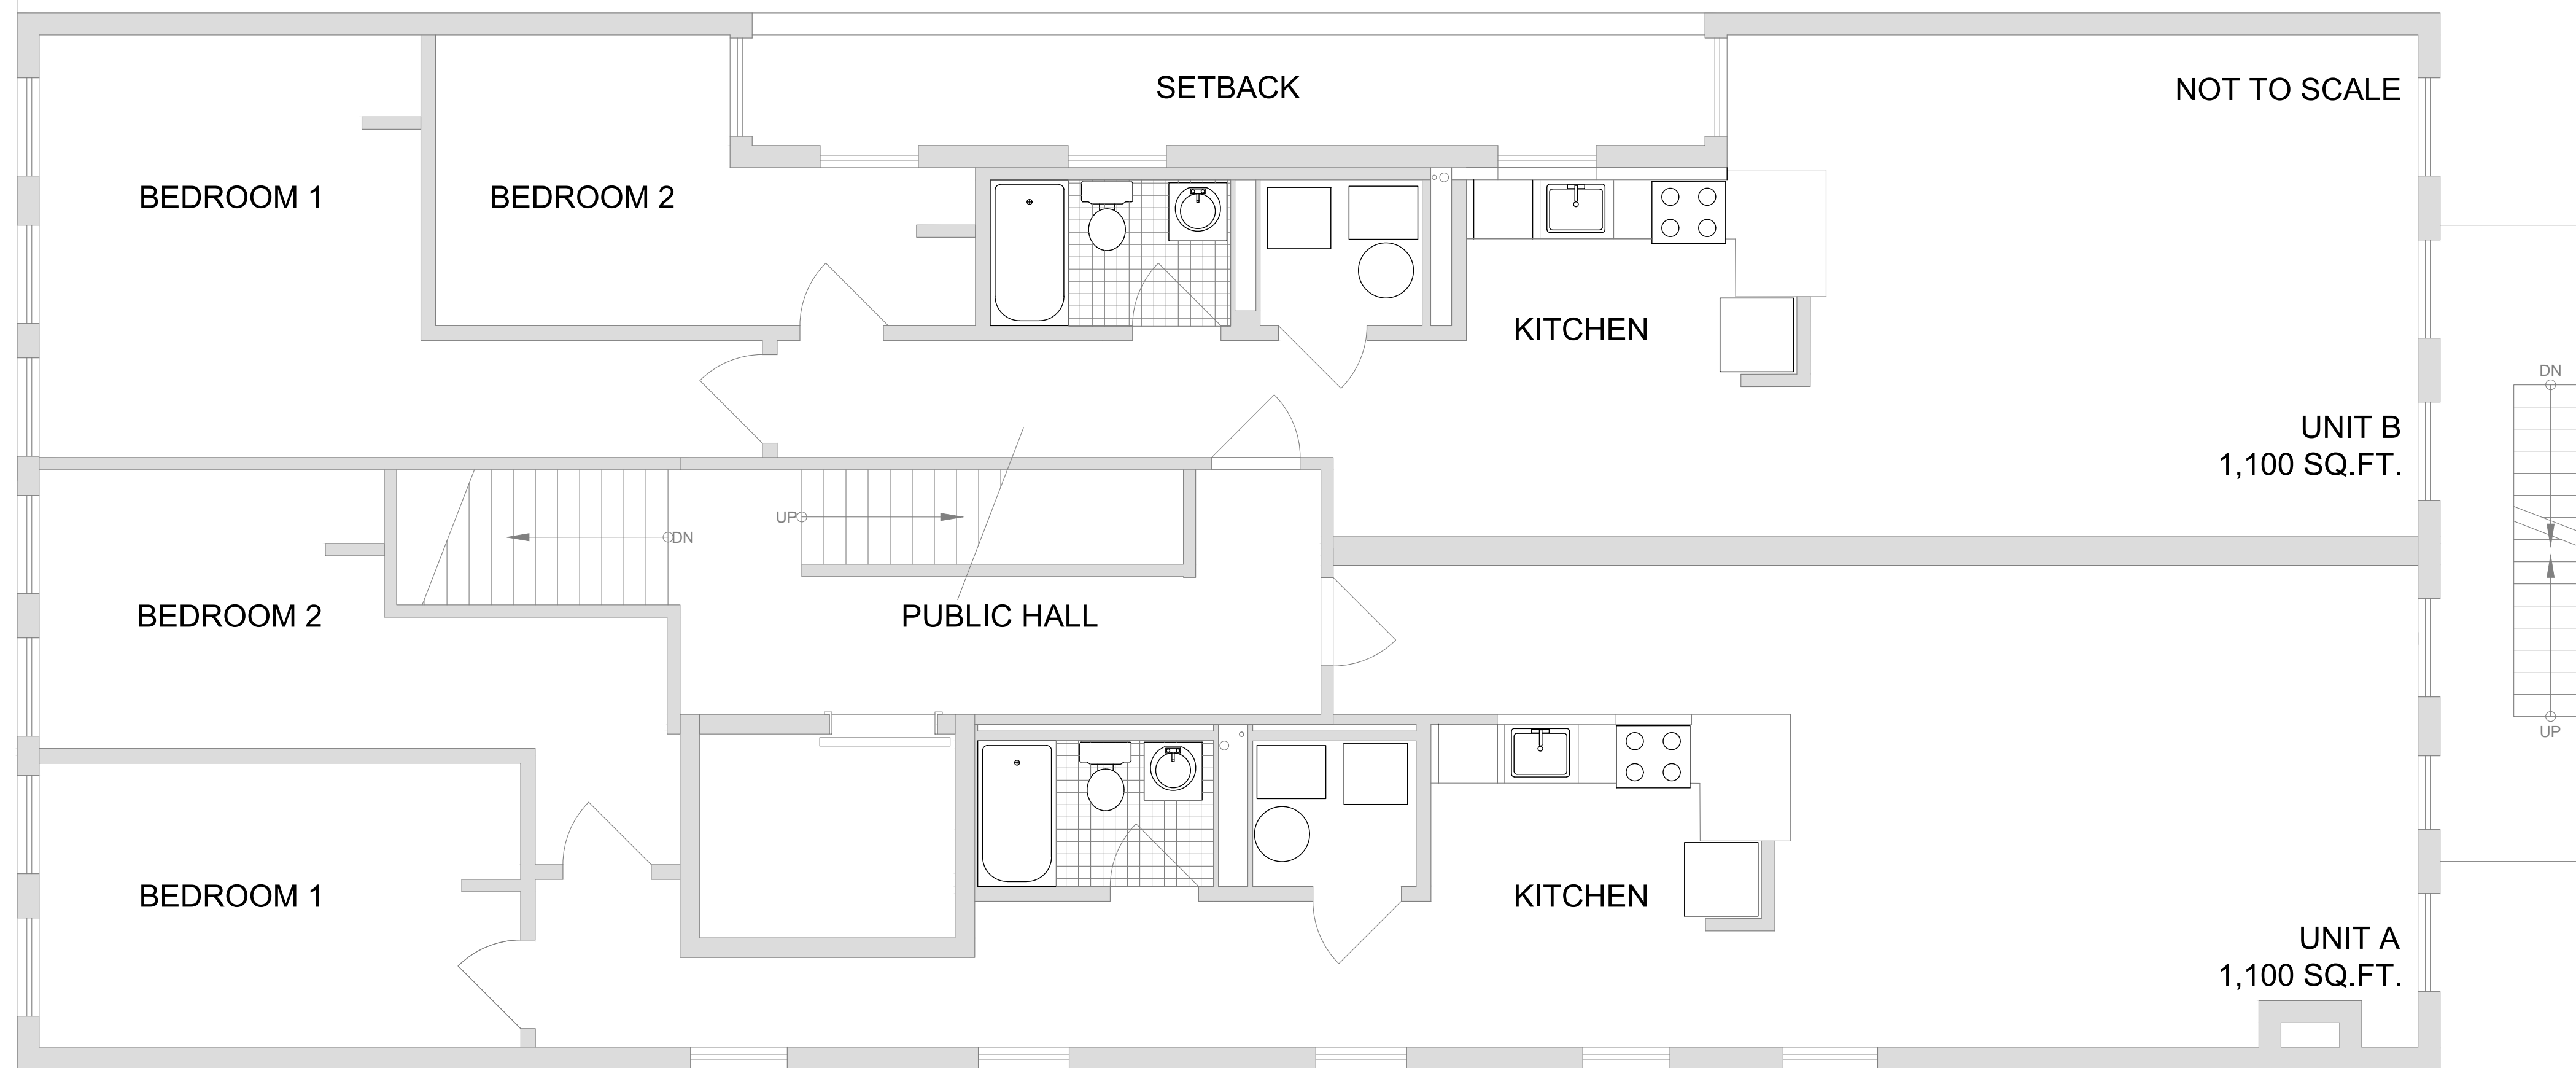 SETBACK
NOT TO SCALE
BEDROOM 1
BEDROOM 2
KITCHEN
DN
UNIT B
1,100 SQ.FT.
UP
DN
BEDROOM 2
PUBLIC HALL
UP
BEDROOM 1
KITCHEN
UNIT A
1,100 SQ.FT.